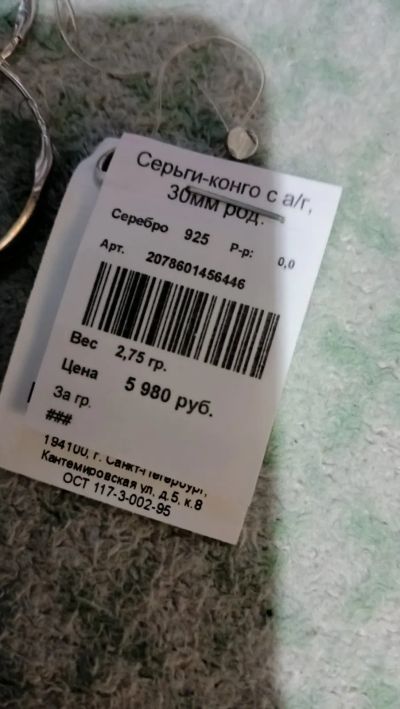 Серьги-конго с а/г,
30мм род.
Серебро 925 Р-р: 0,0
Арт. 2078601456446
Вес 2,75 гр.
Цена 5 980 руб.
За гр.
###
194100, г. Санкт-Петербург,
Кантемировская ул, д.5, к.8
ОСТ 117-3-002-95